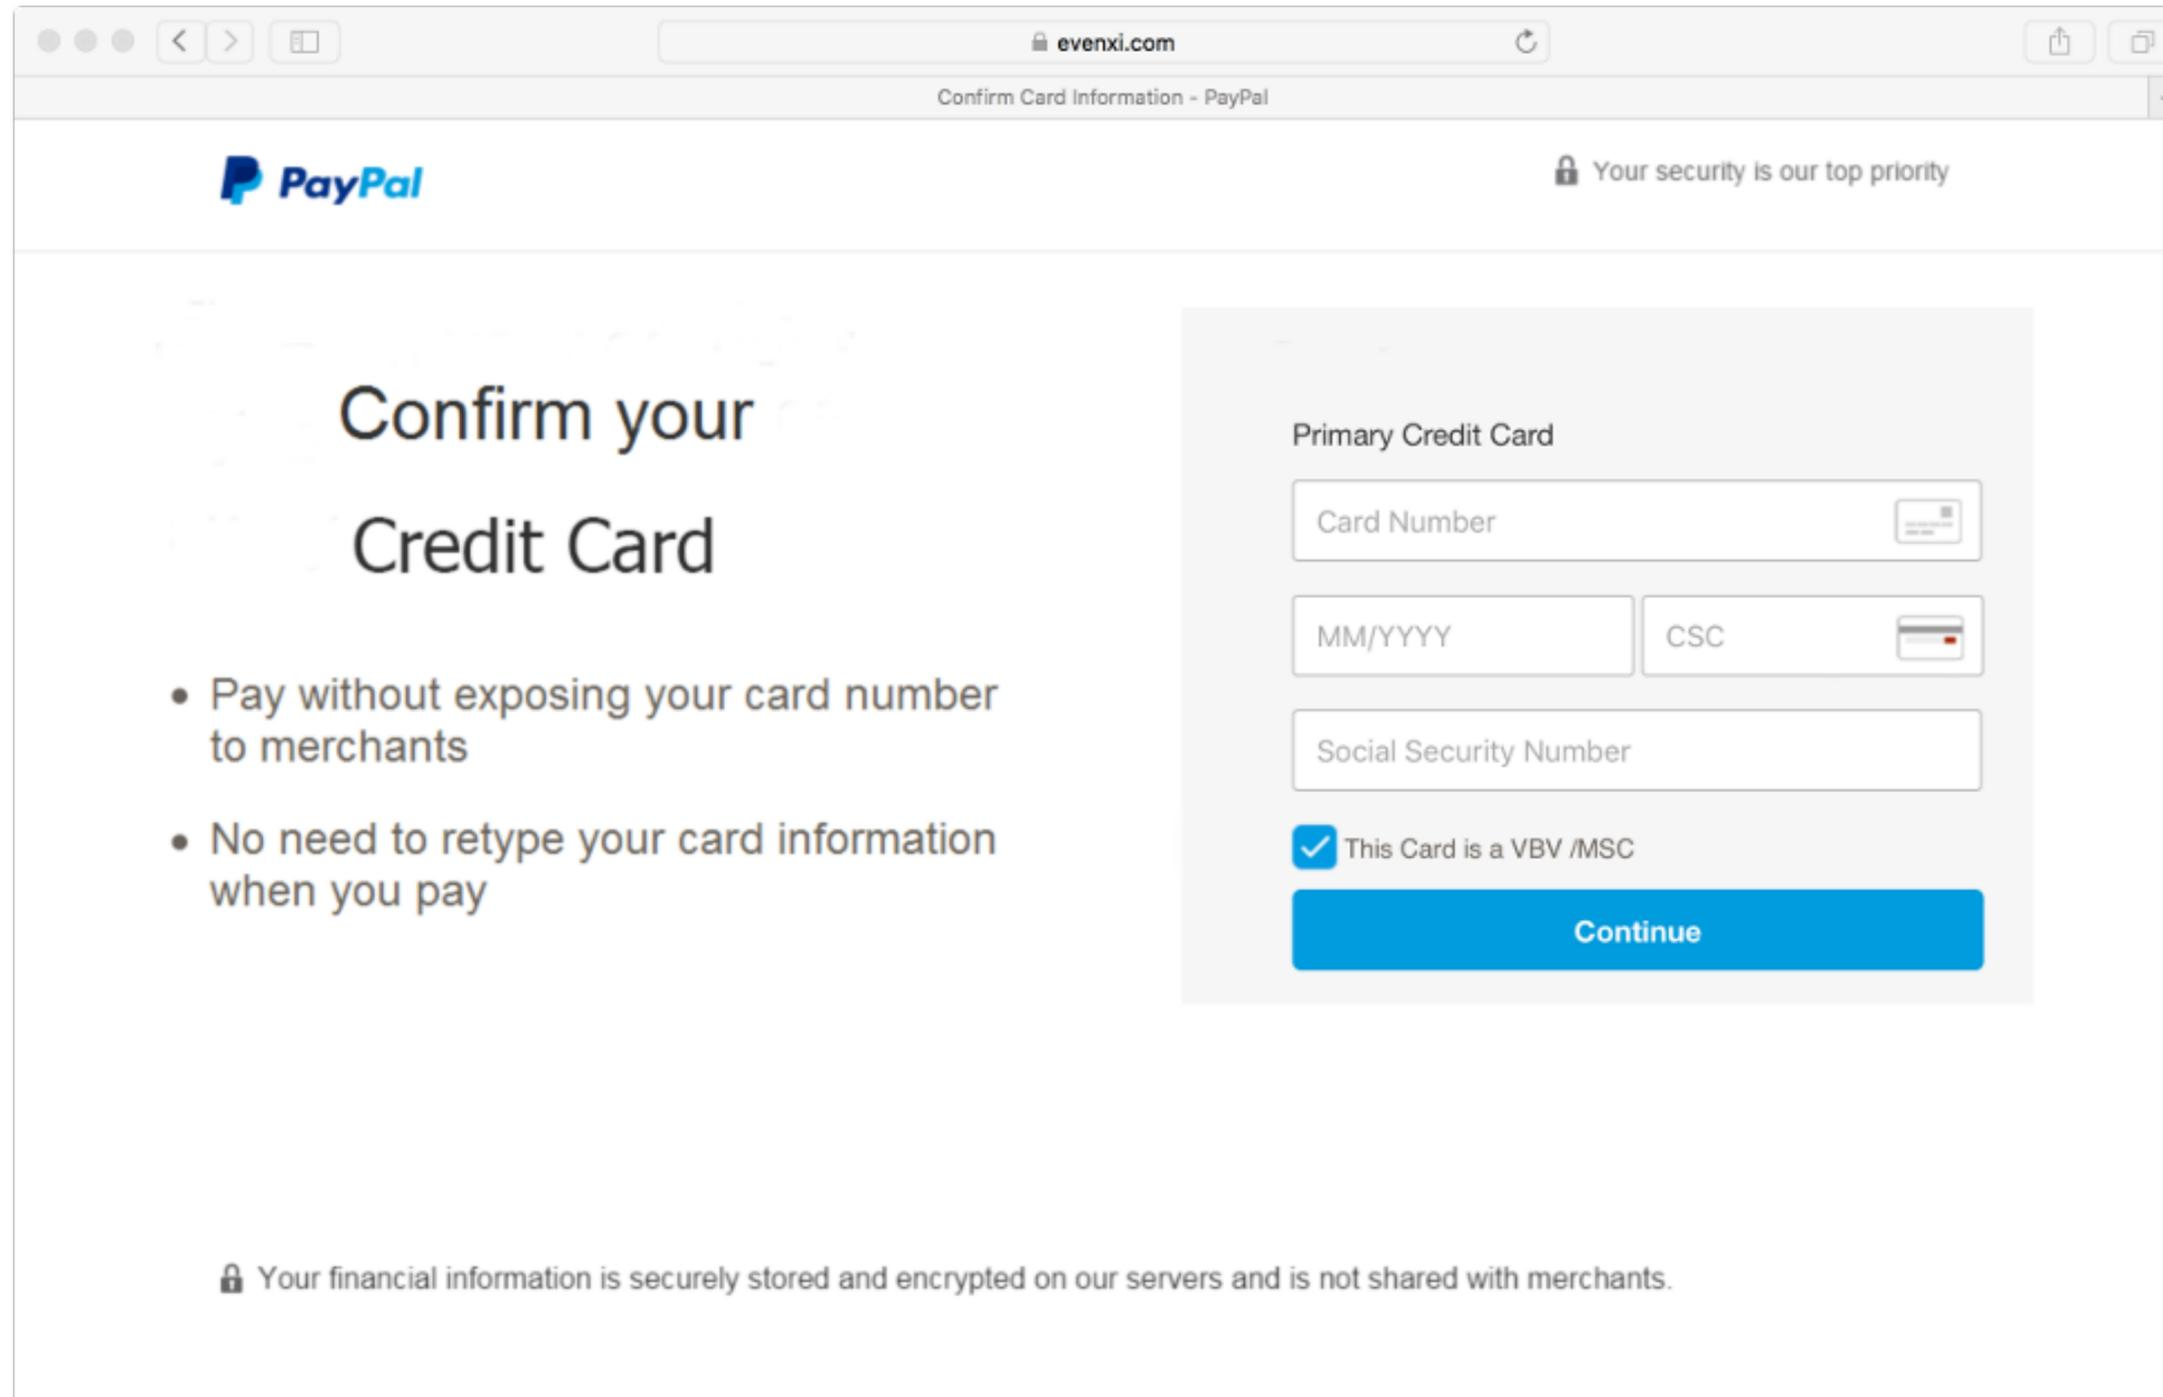 evenxi.com
Confirm Card Information - PayPal
PayPal
Your security is our top priority
Confirm your
Credit Card
Pay without exposing your card number
to merchants
No need to retype your card information
when you pay
Primary Credit Card
Card Number
MM/YYYY
CSC
Social Security Number
This Card is a VBV /MSC
Continue
Your financial information is securely stored and encrypted on our servers and is not shared with merchants.